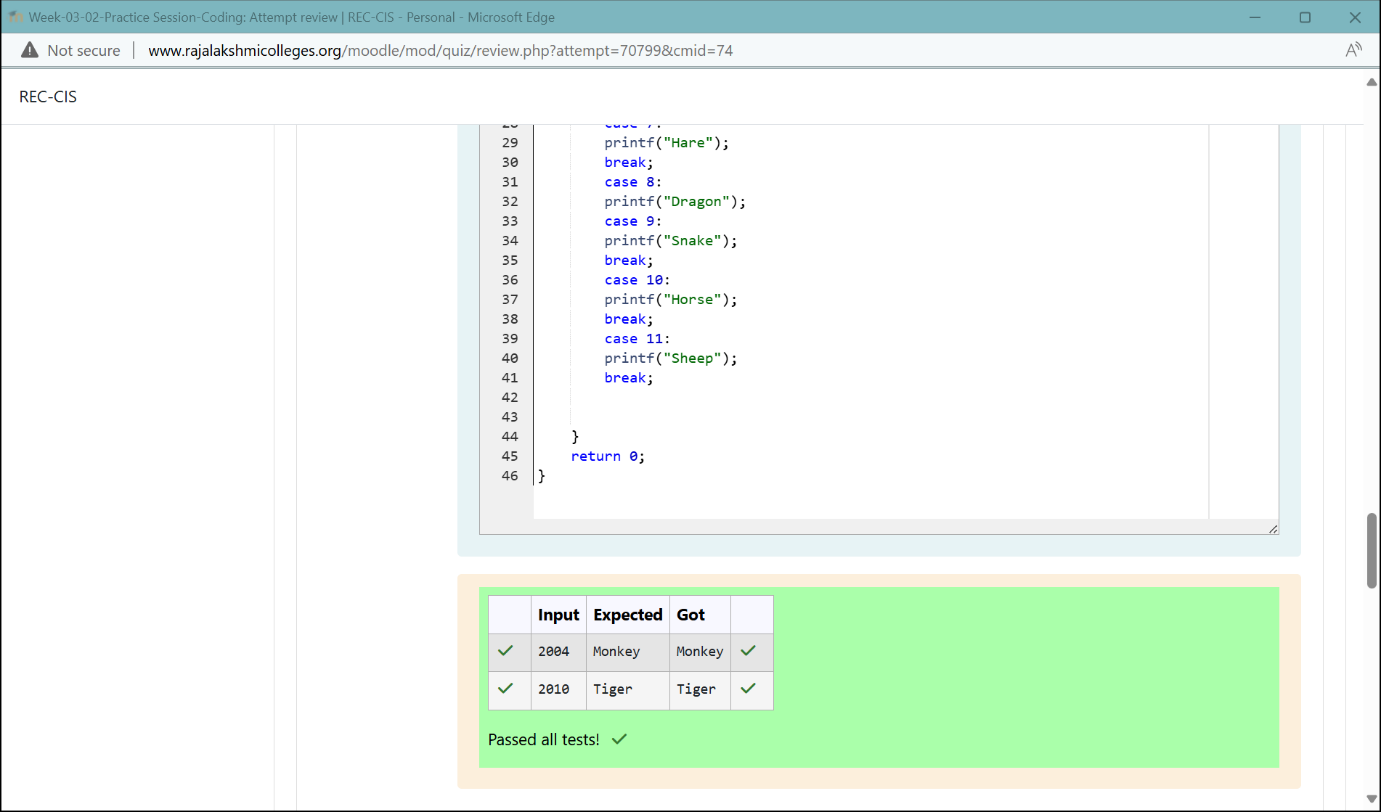 Week-03-02-Practice Session-Coding: Attempt review | REC-CIS - Personal - Microsoft Edge
Not secure | www.rajalakshmicolleges.org/moodle/mod/quiz/review.php?attempt=70799&cmid=74
REC-CIS
28 case 7:
29 printf("Hare");
30 break;
31 case 8:
32 printf("Dragon");
33 case 9:
34 printf("Snake");
35 break;
36 case 10:
37 printf("Horse");
38 break;
39 case 11:
40 printf("Sheep");
41 break;
42
43
44 }
45 return 0;
46 }
Input Expected Got
2004 Monkey Monkey
2010 Tiger Tiger
Passed all tests!